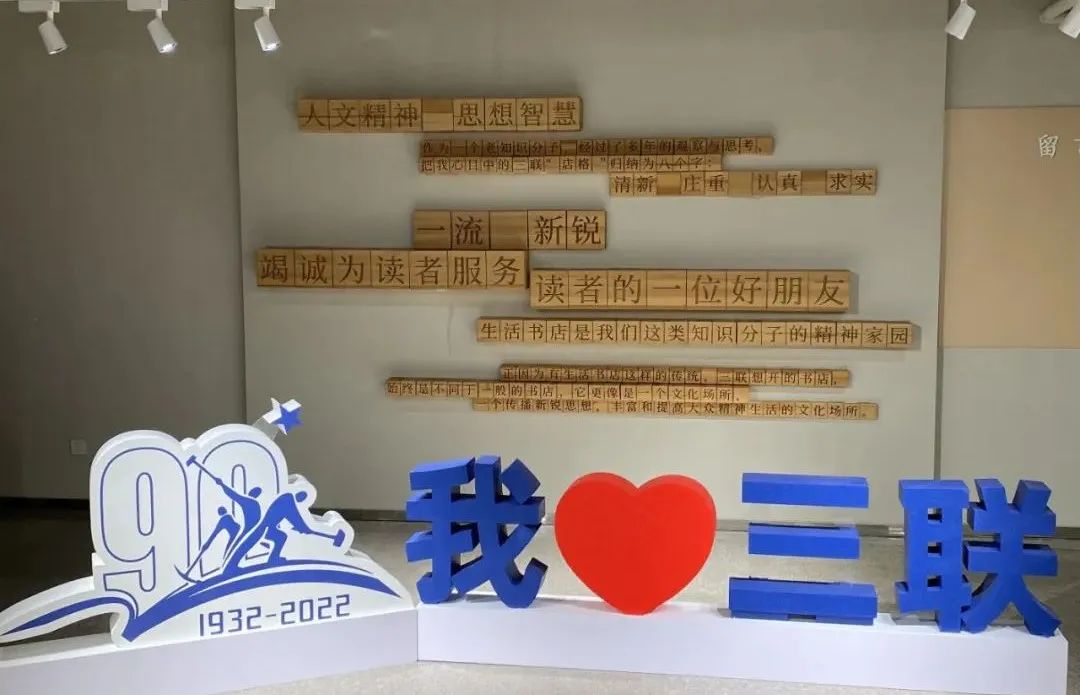 人文精神 思想智慧
作为一个老知识分子,经过了多年的观察与思考,
把我心目中的三联"店格"归纳为八个字:
清新 庄重 认真 求实
一流 新锐
竭诚为读者服务
读者的一位好朋友
生活书店是我们这类知识分子的精神家园
正因为有生活书店这样的传统,三联想开的书店,
始终是不同于一般的书店,它更像是一个文化场所,
一个传播新锐思想,丰富和提高大众精神生活的文化场所。
留
90
1932-2022
我 三联